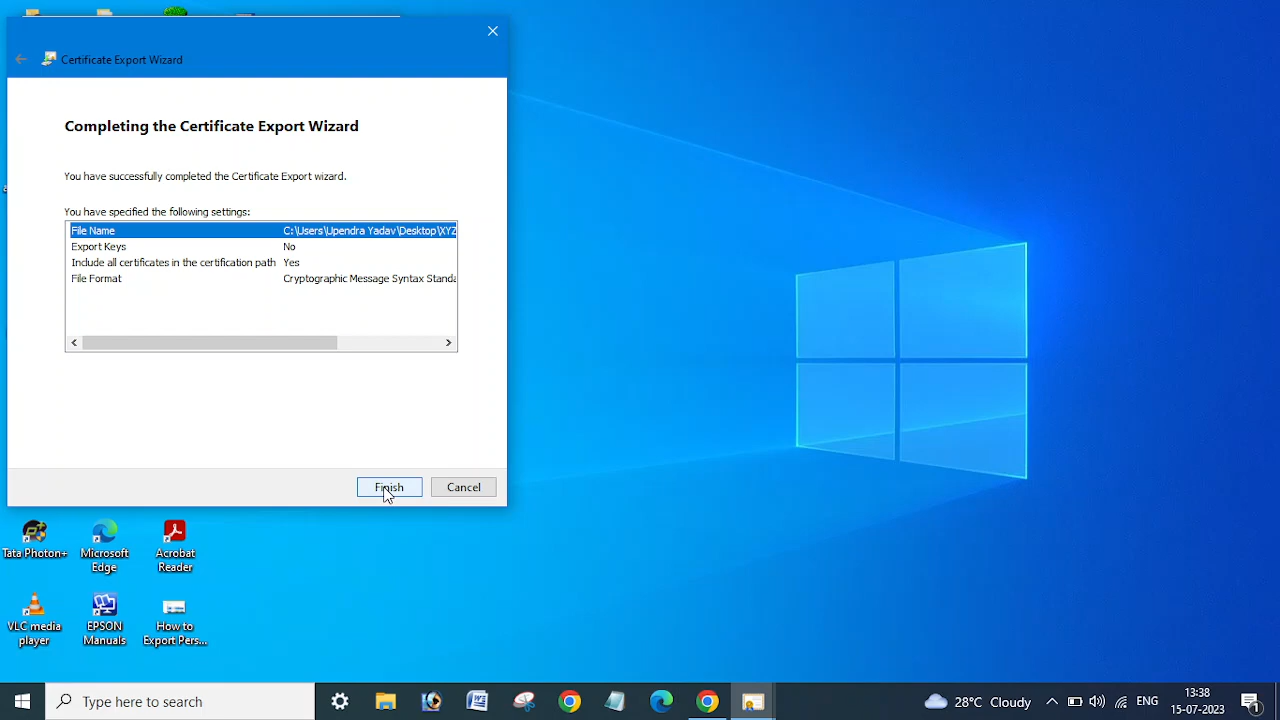 Certificate Export Wizard
Completing the Certificate Export Wizard
You have successfully completed the Certificate Export wizard.
You have specified the following settings:
File Name C:\Users\Upendra Yadav\Desktop\XYZ
Export Keys No
Include all certificates in the certification path Yes
File Format Cryptographic Message Syntax Standa
Finish Cancel
Tata Photon+ Microsoft Edge Acrobat Reader
VLC media player EPSON Manuals How to Export Pers...
Type here to search
28°C Cloudy
ENG
13:38
15-07-2023
1